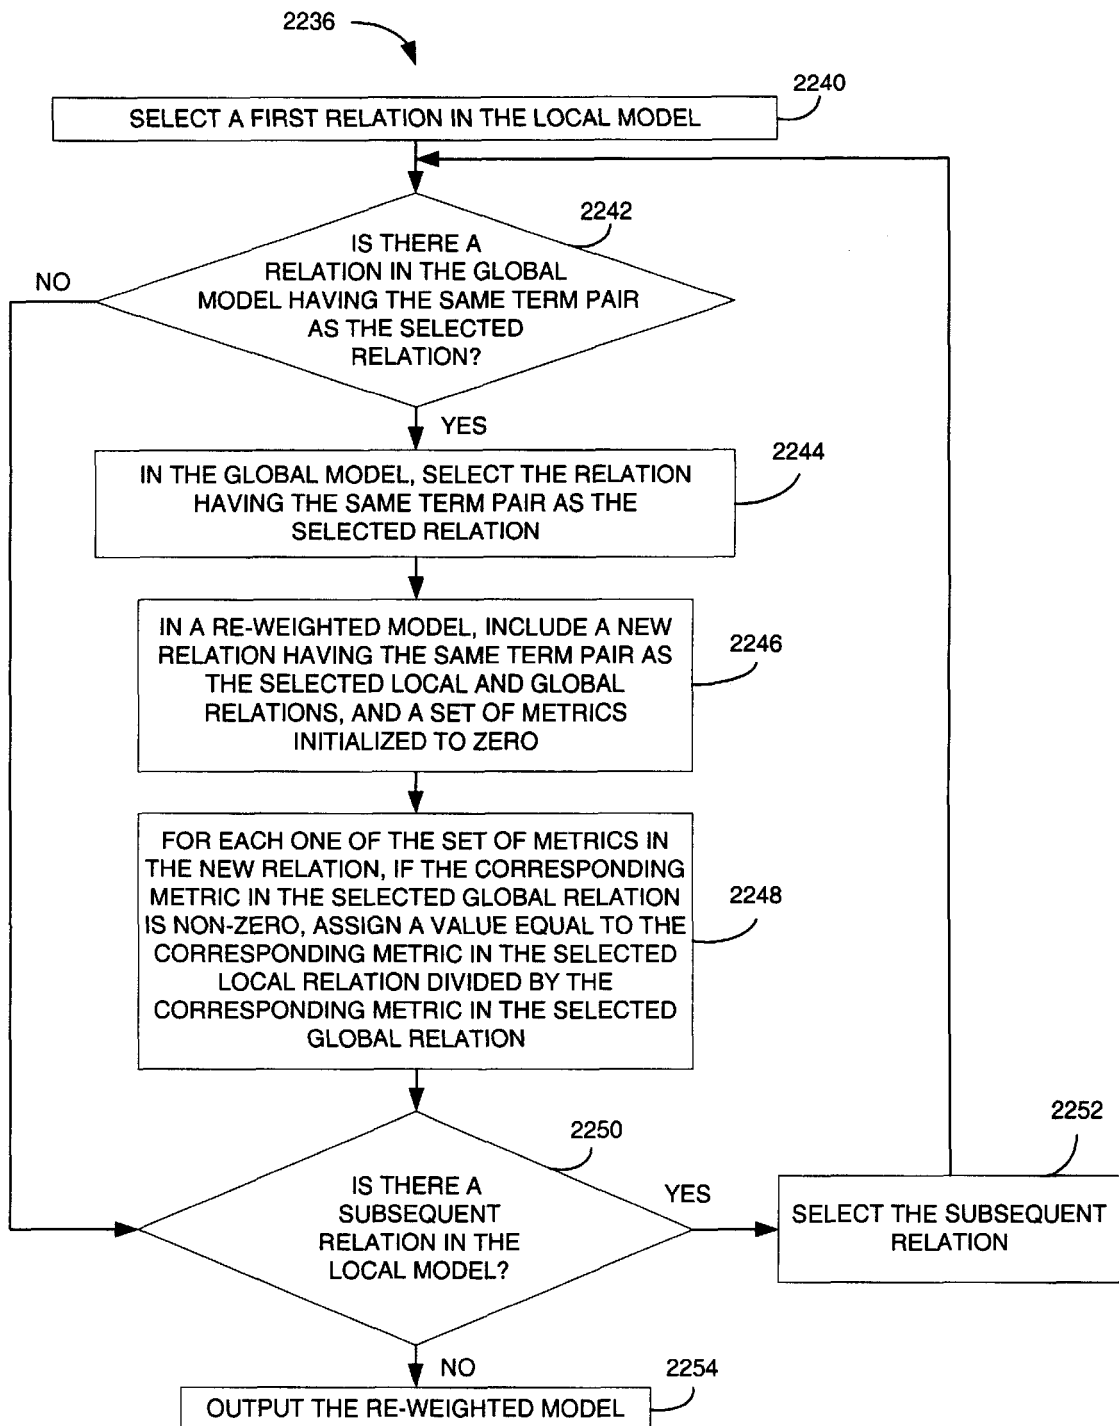 2236
2240
SELECT A FIRST RELATION IN THE LOCAL MODEL
2242
IS THERE A
RELATION IN THE GLOBAL
MODEL HAVING THE SAME TERM PAIR
AS THE SELECTED
RELATION?
NO
YES
2244
IN THE GLOBAL MODEL, SELECT THE RELATION
HAVING THE SAME TERM PAIR AS THE
SELECTED RELATION
2246
IN A RE-WEIGHTED MODEL, INCLUDE A NEW
RELATION HAVING THE SAME TERM PAIR AS
THE SELECTED LOCAL AND GLOBAL
RELATIONS, AND A SET OF METRICS
INITIALIZED TO ZERO
2248
FOR EACH ONE OF THE SET OF METRICS IN
THE NEW RELATION, IF THE CORRESPONDING
METRIC IN THE SELECTED GLOBAL RELATION
IS NON-ZERO, ASSIGN A VALUE EQUAL TO THE
CORRESPONDING METRIC IN THE SELECTED
LOCAL RELATION DIVIDED BY THE
CORRESPONDING METRIC IN THE SELECTED
GLOBAL RELATION
2250
IS THERE A
SUBSEQUENT
RELATION IN THE
LOCAL MODEL?
YES
2252
SELECT THE SUBSEQUENT
RELATION
NO
2254
OUTPUT THE RE-WEIGHTED MODEL